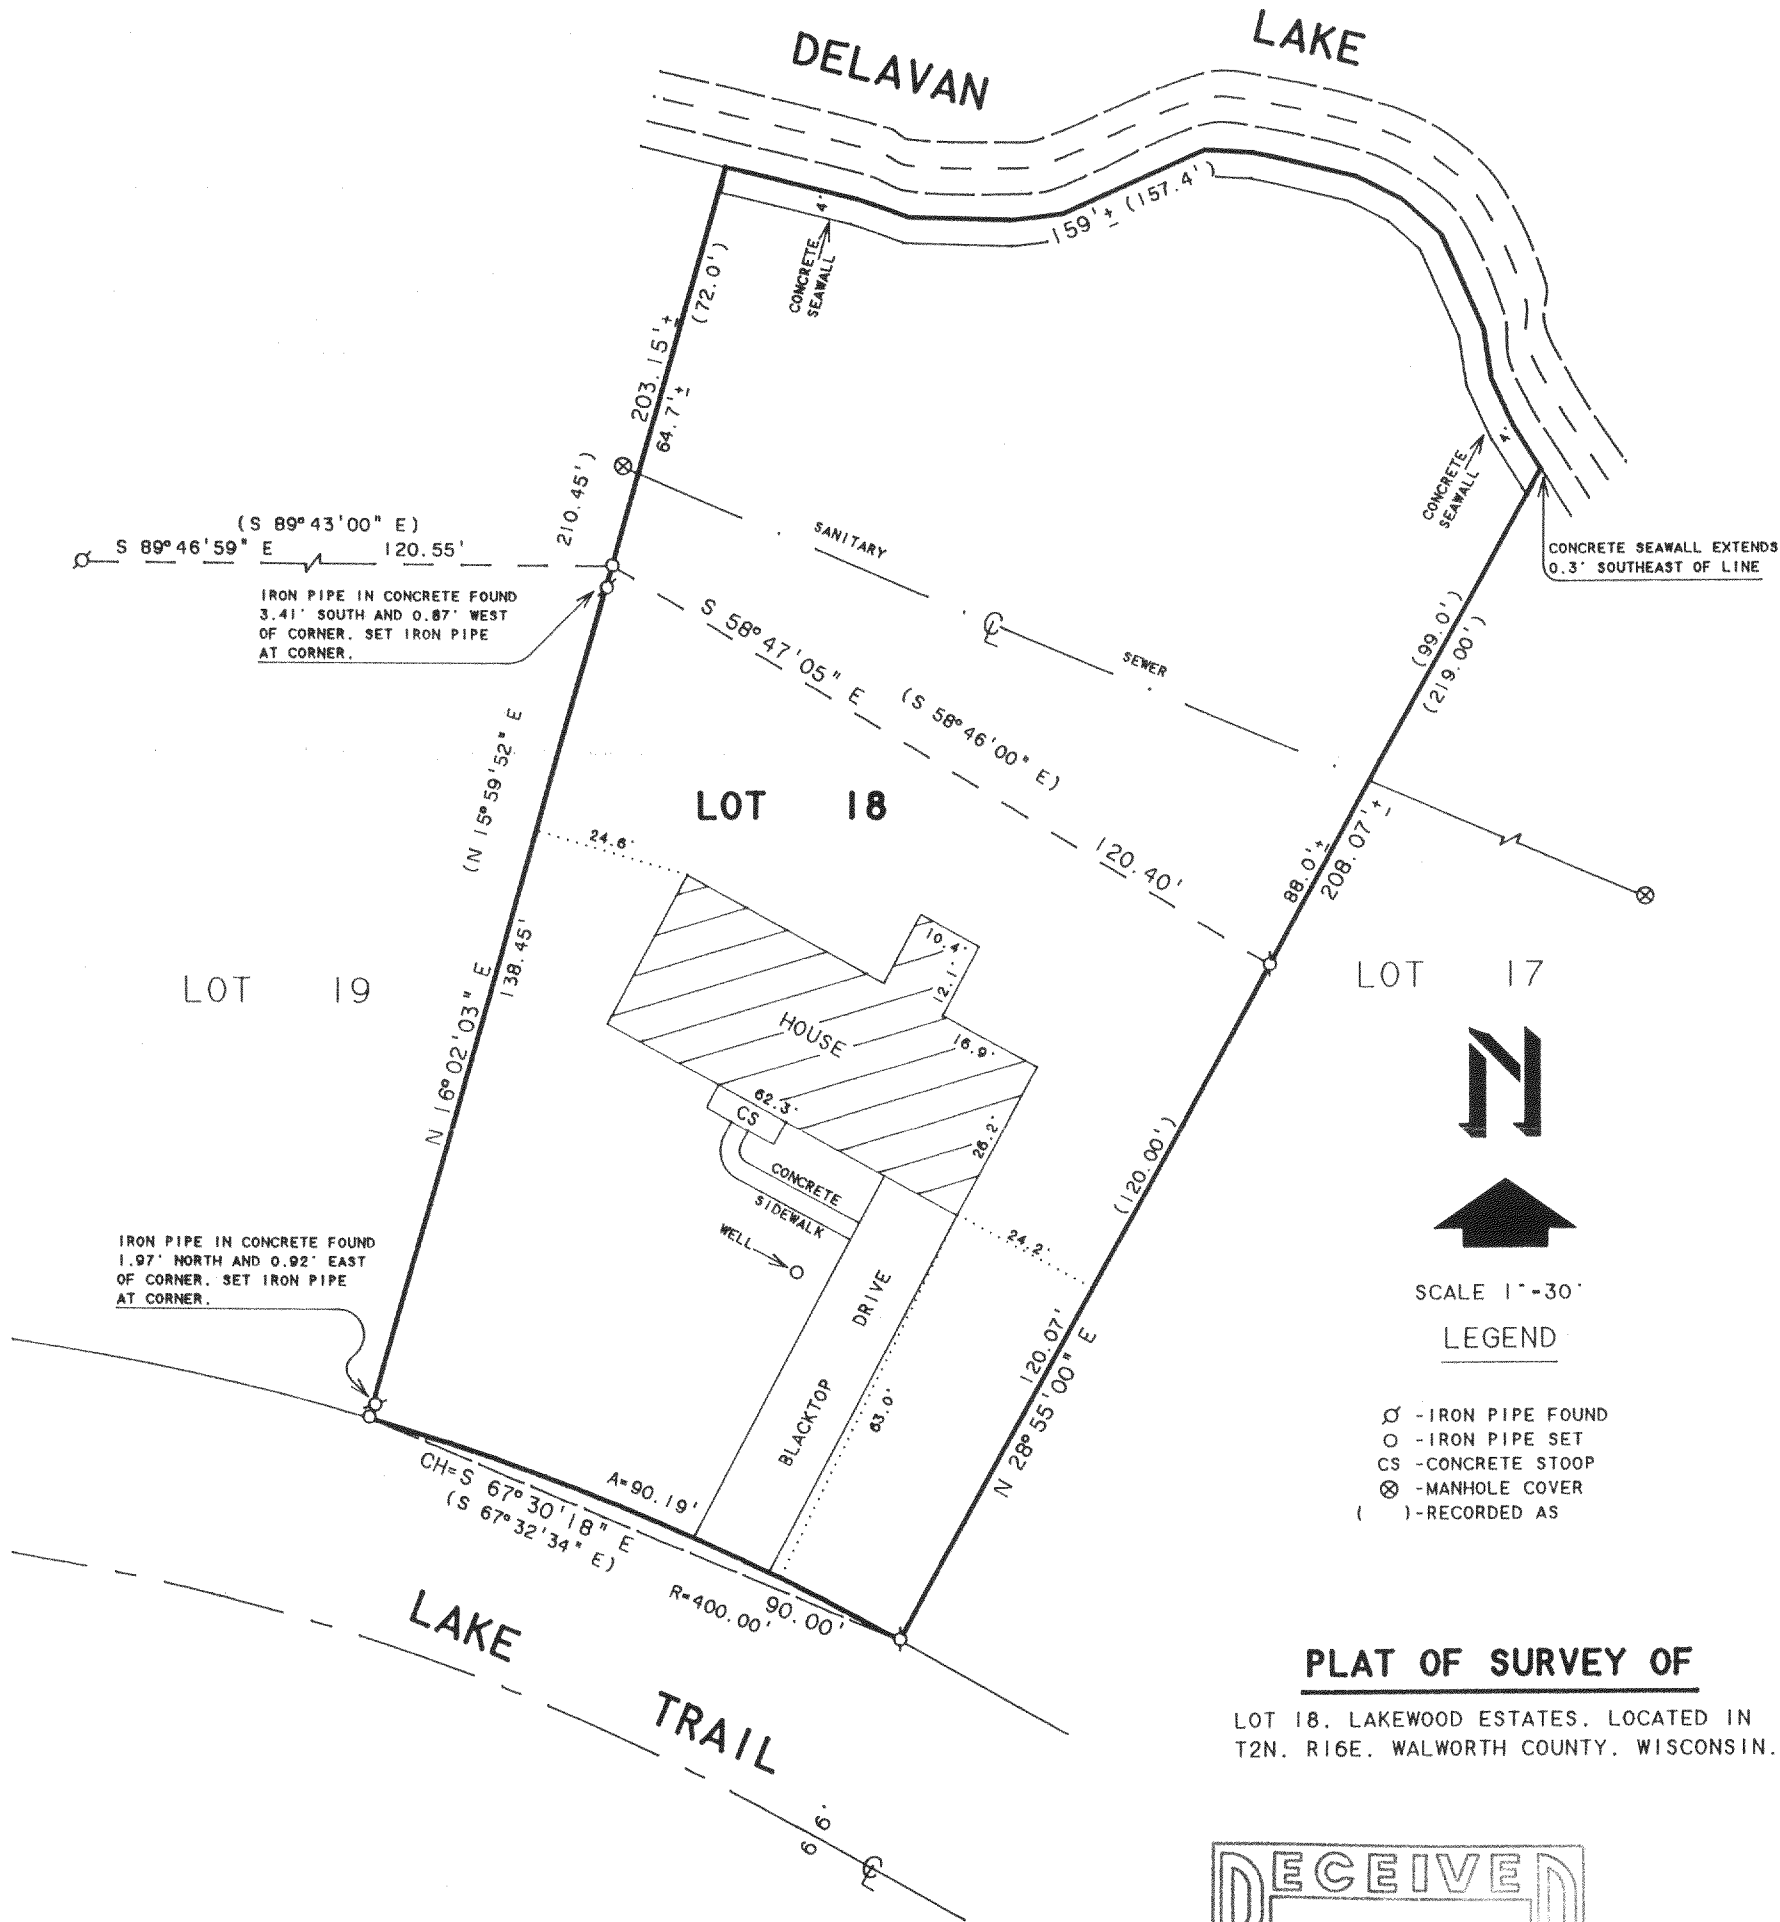 DELAVAN LAKE
159'± (157.4')
4'
CONCRETE
SEAWALL
(72.0')
203.15'±
64.7'±
210.45')
(S 89°43'00" E)
S 89°46'59" E 120.55'
IRON PIPE IN CONCRETE FOUND
3.41' SOUTH AND 0.87' WEST
OF CORNER. SET IRON PIPE
AT CORNER.
SANITARY
SEWER
℄
4'
CONCRETE
SEAWALL
CONCRETE SEAWALL EXTENDS
0.3' SOUTHEAST OF LINE
(99.0')
(219.00')
S 58°47'05" E 120.40'
(S 58°46'00" E)
88.0'±
208.07'±
LOT 18
(N 15°59'52" E
N 16°02'03" E
138.45'
24.6'
LOT 19
LOT 17
10.4'
12.1'
HOUSE
16.9'
62.3'
CS
26.2'
CONCRETE
SIDEWALK
WELL
24.2'
(120.00')
120.07'
N 28°55'00" E
BLACKTOP DRIVE
63.0'
IRON PIPE IN CONCRETE FOUND
1.97' NORTH AND 0.92' EAST
OF CORNER. SET IRON PIPE
AT CORNER.
A=90.19'
CH=S 67°30'18" E 90.00'
(S 67°32'34" E)
R=400.00'
LAKE TRAIL
66'
℄
N
SCALE 1"-30'
LEGEND
-IRON PIPE FOUND
-IRON PIPE SET
CS -CONCRETE STOOP
-MANHOLE COVER
( )-RECORDED AS
PLAT OF SURVEY OF
LOT 18. LAKEWOOD ESTATES. LOCATED IN
T2N. R16E. WALWORTH COUNTY. WISCONSIN.
RECEIVED